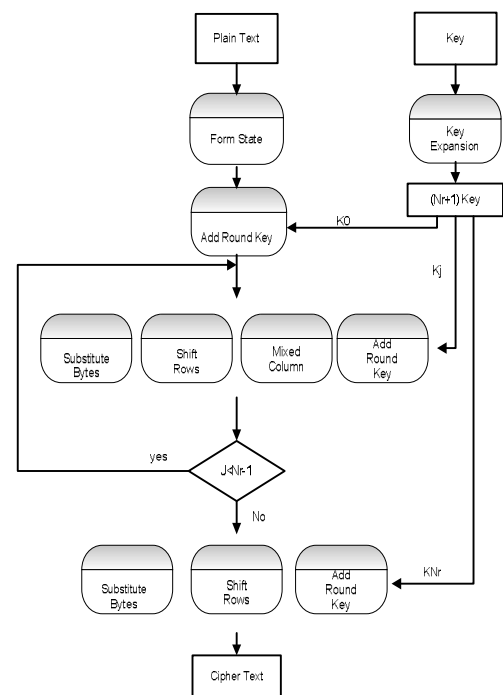 Plain Text
Key
Form State
Key
Expansion
(Nr+1) Key
Add Round Key
K0
Kj
Substitute
Bytes
Shift
Rows
Mixed
Column
Add
Round
Key
yes
J<Nr-1
No
Substitute
Bytes
Shift
Rows
Add
Round
Key
KNr
Cipher Text